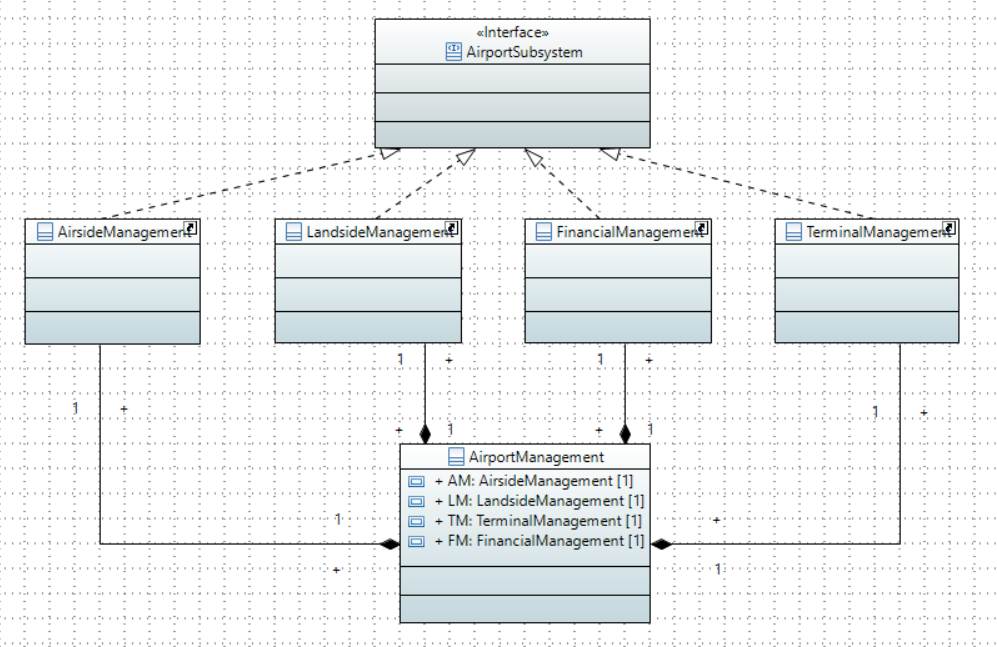 «Interface»
AirportSubsystem
AirsideManagement
LandsideManagement
FinancialManagement
TerminalManagement
1 +
1 +
1 +
1 +
+ 1
+ 1
AirportManagement
+ AM: AirsideManagement [1]
+ LM: LandsideManagement [1]
+ TM: TerminalManagement [1]
+ FM: FinancialManagement [1]
1
+
+
1